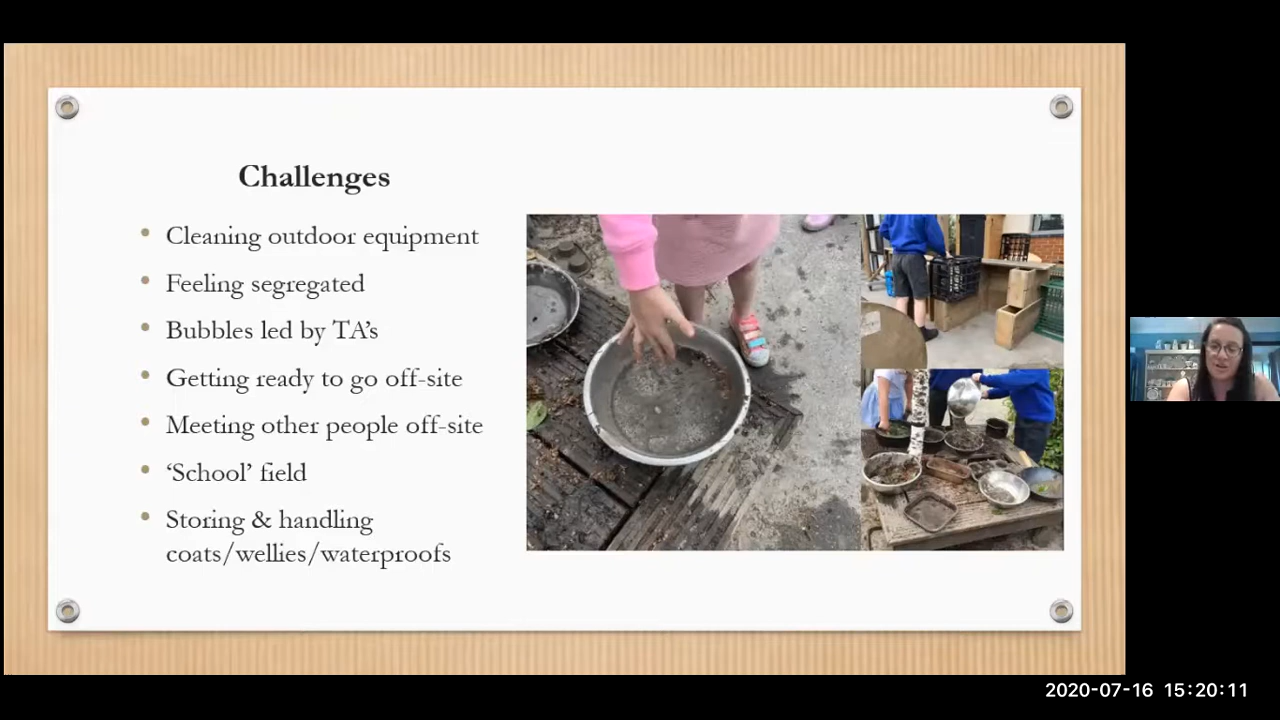 Challenges
Cleaning outdoor equipment
Feeling segregated
Bubbles led by TA’s
Getting ready to go off-site
Meeting other people off-site
‘School’ field
Storing & handling
coats/wellies/waterproofs
2020-07-16 15:20:11